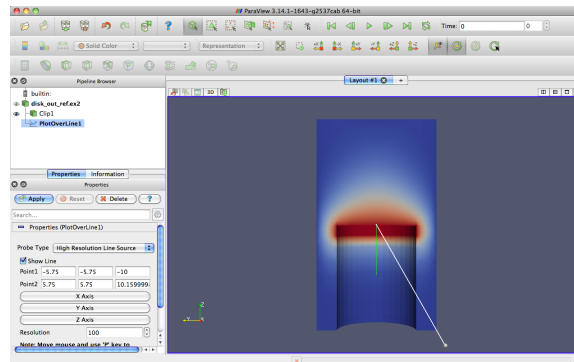 ParaView 3.14.1-1643-g2537cab 64-bit
Time: 0 0
Solid Color Representation
Pipeline Browser
Layout #1 +
builtin:
3D
disk_out_ref.ex2
Clip1
PlotOverLine1
Properties Information
Properties
Apply Reset Delete ?
Search...
Properties (PlotOverLine1)
Probe Type High Resolution Line Source
Show Line
Point1 -5.75 -5.75 -10
Point2 5.75 5.75 10.159999
X Axis
Y Axis
Z Axis
Resolution 100
Note: Move mouse and use 'P' key to
Z